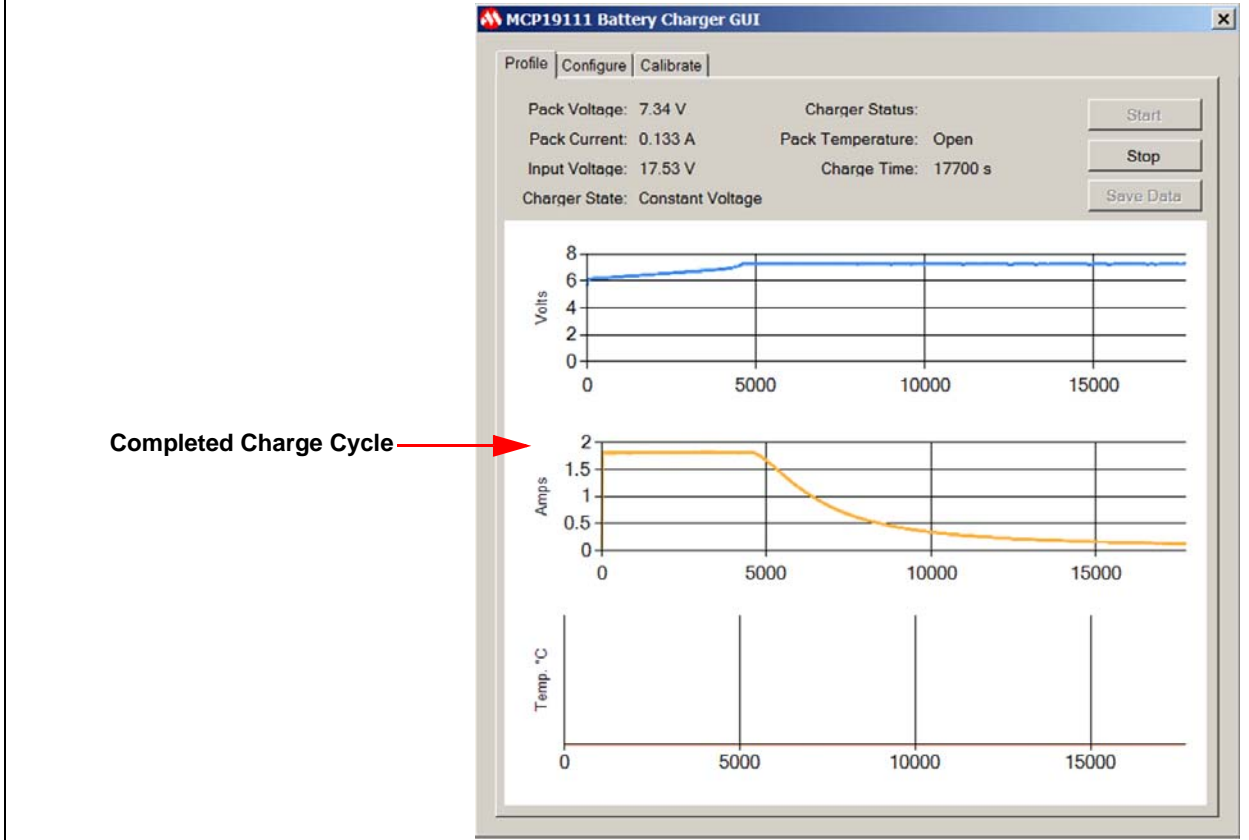 MCP19111 Battery Charger GUI
Profile Configure Calibrate
Pack Voltage: 7.34 V Charger Status: Start
Pack Current: 0.133 A Pack Temperature: Open
Input Voltage: 17.53 V Charge Time: 17700 s Stop
Charger State: Constant Voltage Save Data
8
6
4
2
0
Volts
0 5000 10000 15000
Completed Charge Cycle
2
1.5
1
0.5
0
Amps
0 5000 10000 15000
Temp. °C
0 5000 10000 15000